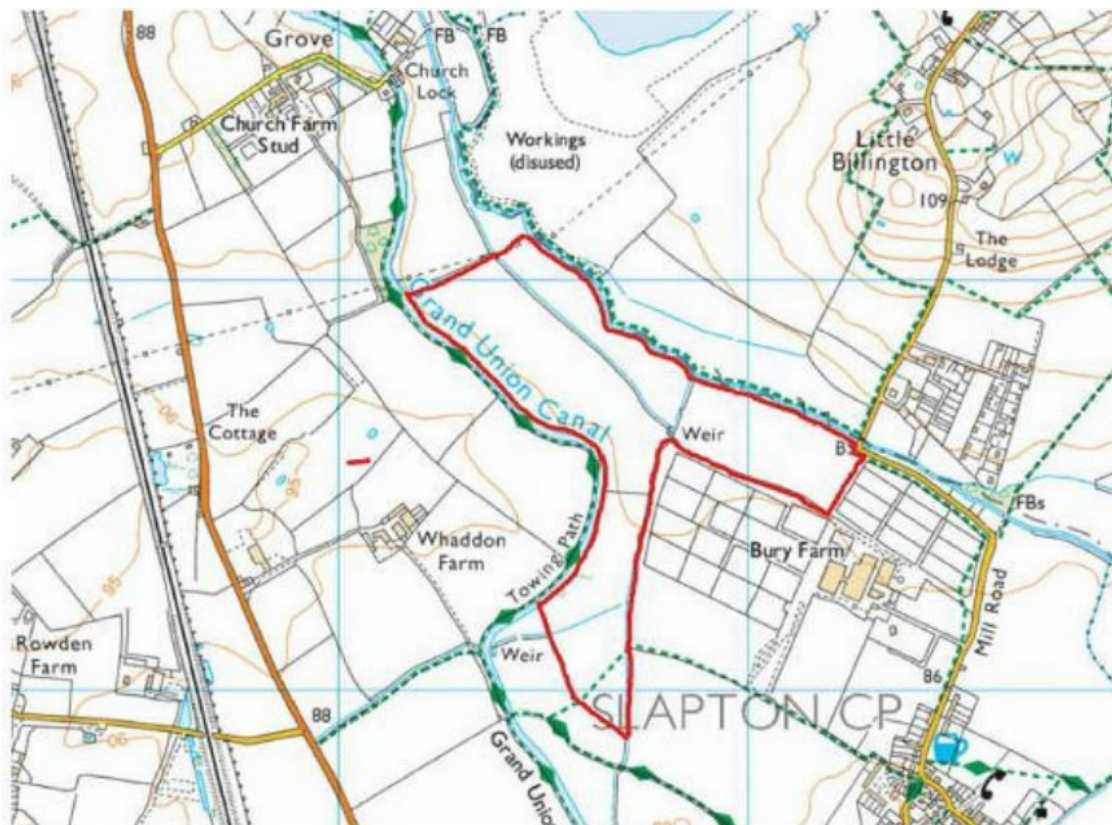 88
Grove
FB
FB
Church
Lock
Church Farm
Stud
Workings
(disused)
Little
Billington
W
109
The
Lodge
Grand Union Canal
The
Cottage
95
Weir
B
FBs
Whaddon
Farm
Towing Path
Bury Farm
Mill Road
Rowden
Farm
Weir
86
SLAPTON CP
88
Grand Union